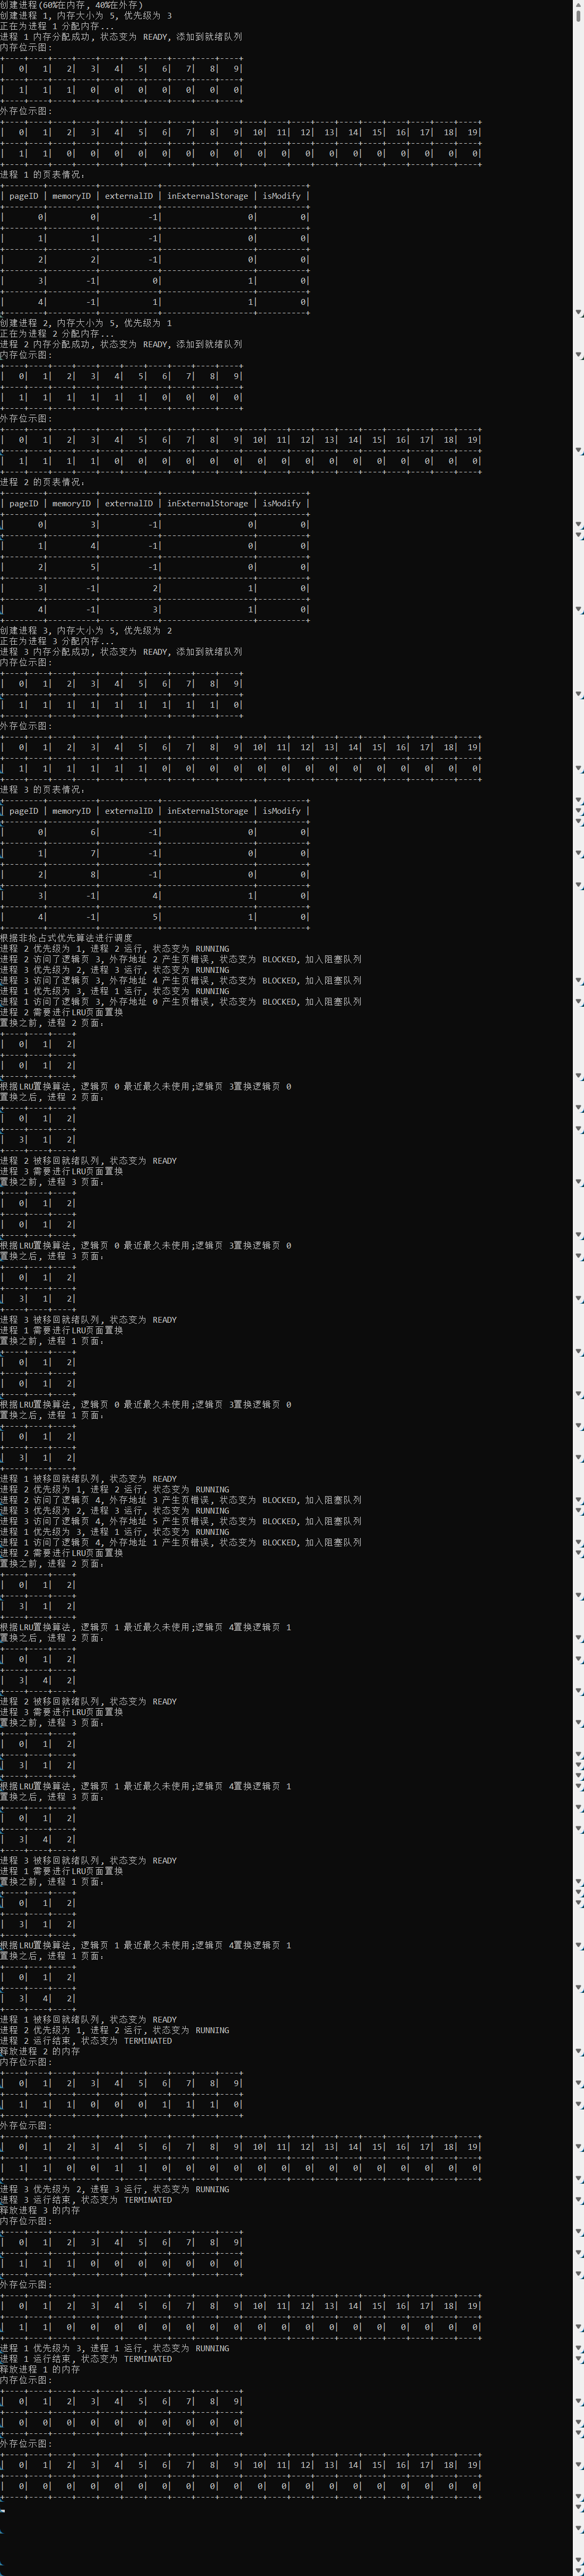 创建进程(60%在内存, 40%在外存)
创建进程 1, 内存大小为 5, 优先级为 3
正在为进程 1 分配内存...
进程 1 内存分配成功, 状态变为 READY, 添加到就绪队列
内存位示图:
| 0| 1| 2| 3| 4| 5| 6| 7| 8| 9|
| 1| 1| 1| 0| 0| 0| 0| 0| 0| 0|
外存位示图:
| 0| 1| 2| 3| 4| 5| 6| 7| 8| 9| 10| 11| 12| 13| 14| 15| 16| 17| 18| 19|
| 1| 1| 0| 0| 0| 0| 0| 0| 0| 0| 0| 0| 0| 0| 0| 0| 0| 0| 0| 0|
进程 1 的页表情况:
| pageID | memoryID | externalID | inExternalStorage | isModify |
| 0| 0| -1| 0| 0|
| 1| 1| -1| 0| 0|
| 2| 2| -1| 0| 0|
| 3| -1| 0| 1| 0|
| 4| -1| 1| 1| 0|
创建进程 2, 内存大小为 5, 优先级为 1
正在为进程 2 分配内存...
进程 2 内存分配成功, 状态变为 READY, 添加到就绪队列
内存位示图:
| 0| 1| 2| 3| 4| 5| 6| 7| 8| 9|
| 1| 1| 1| 1| 1| 1| 0| 0| 0| 0|
外存位示图:
| 0| 1| 2| 3| 4| 5| 6| 7| 8| 9| 10| 11| 12| 13| 14| 15| 16| 17| 18| 19|
| 1| 1| 1| 1| 0| 0| 0| 0| 0| 0| 0| 0| 0| 0| 0| 0| 0| 0| 0| 0|
进程 2 的页表情况:
| pageID | memoryID | externalID | inExternalStorage | isModify |
| 0| 3| -1| 0| 0|
| 1| 4| -1| 0| 0|
| 2| 5| -1| 0| 0|
| 3| -1| 2| 1| 0|
| 4| -1| 3| 1| 0|
创建进程 3, 内存大小为 5, 优先级为 2
正在为进程 3 分配内存...
进程 3 内存分配成功, 状态变为 READY, 添加到就绪队列
内存位示图:
| 0| 1| 2| 3| 4| 5| 6| 7| 8| 9|
| 1| 1| 1| 1| 1| 1| 1| 1| 1| 0|
外存位示图:
| 0| 1| 2| 3| 4| 5| 6| 7| 8| 9| 10| 11| 12| 13| 14| 15| 16| 17| 18| 19|
| 1| 1| 1| 1| 1| 1| 0| 0| 0| 0| 0| 0| 0| 0| 0| 0| 0| 0| 0| 0|
进程 3 的页表情况:
| pageID | memoryID | externalID | inExternalStorage | isModify |
| 0| 6| -1| 0| 0|
| 1| 7| -1| 0| 0|
| 2| 8| -1| 0| 0|
| 3| -1| 4| 1| 0|
| 4| -1| 5| 1| 0|
根据非抢占式优先算法进行调度
进程 2 优先级为 1, 进程 2 运行, 状态变为 RUNNING
进程 2 访问了逻辑页 3, 外存地址 2 产生页错误, 状态变为 BLOCKED, 加入阻塞队列
进程 3 优先级为 2, 进程 3 运行, 状态变为 RUNNING
进程 3 访问了逻辑页 3, 外存地址 4 产生页错误, 状态变为 BLOCKED, 加入阻塞队列
进程 1 优先级为 3, 进程 1 运行, 状态变为 RUNNING
进程 1 访问了逻辑页 3, 外存地址 0 产生页错误, 状态变为 BLOCKED, 加入阻塞队列
进程 2 需要进行LRU页面置换
置换之前, 进程 2 页面:
| 0| 1| 2|
| 0| 1| 2|
根据LRU置换算法, 逻辑页 0 最近最久未使用;逻辑页 3置换逻辑页 0
置换之后, 进程 2 页面:
| 0| 1| 2|
| 3| 1| 2|
进程 2 被移回就绪队列, 状态变为 READY
进程 3 需要进行LRU页面置换
置换之前, 进程 3 页面:
| 0| 1| 2|
| 0| 1| 2|
根据LRU置换算法, 逻辑页 0 最近最久未使用;逻辑页 3置换逻辑页 0
置换之后, 进程 3 页面:
| 0| 1| 2|
| 3| 1| 2|
进程 3 被移回就绪队列, 状态变为 READY
进程 1 需要进行LRU页面置换
置换之前, 进程 1 页面:
| 0| 1| 2|
| 0| 1| 2|
根据LRU置换算法, 逻辑页 0 最近最久未使用;逻辑页 3置换逻辑页 0
置换之后, 进程 1 页面:
| 0| 1| 2|
| 3| 1| 2|
进程 1 被移回就绪队列, 状态变为 READY
进程 2 优先级为 1, 进程 2 运行, 状态变为 RUNNING
进程 2 访问了逻辑页 4, 外存地址 3 产生页错误, 状态变为 BLOCKED, 加入阻塞队列
进程 3 优先级为 2, 进程 3 运行, 状态变为 RUNNING
进程 3 访问了逻辑页 4, 外存地址 5 产生页错误, 状态变为 BLOCKED, 加入阻塞队列
进程 1 优先级为 3, 进程 1 运行, 状态变为 RUNNING
进程 1 访问了逻辑页 4, 外存地址 1 产生页错误, 状态变为 BLOCKED, 加入阻塞队列
进程 2 需要进行LRU页面置换
置换之前, 进程 2 页面:
| 0| 1| 2|
| 3| 1| 2|
根据LRU置换算法, 逻辑页 1 最近最久未使用;逻辑页 4置换逻辑页 1
置换之后, 进程 2 页面:
| 0| 1| 2|
| 3| 4| 2|
进程 2 被移回就绪队列, 状态变为 READY
进程 3 需要进行LRU页面置换
置换之前, 进程 3 页面:
| 0| 1| 2|
| 3| 1| 2|
根据LRU置换算法, 逻辑页 1 最近最久未使用;逻辑页 4置换逻辑页 1
置换之后, 进程 3 页面:
| 0| 1| 2|
| 3| 4| 2|
进程 3 被移回就绪队列, 状态变为 READY
进程 1 需要进行LRU页面置换
置换之前, 进程 1 页面:
| 0| 1| 2|
| 3| 1| 2|
根据LRU置换算法, 逻辑页 1 最近最久未使用;逻辑页 4置换逻辑页 1
置换之后, 进程 1 页面:
| 0| 1| 2|
| 3| 4| 2|
进程 1 被移回就绪队列, 状态变为 READY
进程 2 优先级为 1, 进程 2 运行, 状态变为 RUNNING
进程 2 运行结束, 状态变为 TERMINATED
释放进程 2 的内存
内存位示图:
| 0| 1| 2| 3| 4| 5| 6| 7| 8| 9|
| 1| 1| 1| 0| 0| 0| 1| 1| 1| 0|
外存位示图:
| 0| 1| 2| 3| 4| 5| 6| 7| 8| 9| 10| 11| 12| 13| 14| 15| 16| 17| 18| 19|
| 1| 1| 0| 0| 1| 1| 0| 0| 0| 0| 0| 0| 0| 0| 0| 0| 0| 0| 0| 0|
进程 3 优先级为 2, 进程 3 运行, 状态变为 RUNNING
进程 3 运行结束, 状态变为 TERMINATED
释放进程 3 的内存
内存位示图:
| 0| 1| 2| 3| 4| 5| 6| 7| 8| 9|
| 1| 1| 1| 0| 0| 0| 0| 0| 0| 0|
外存位示图:
| 0| 1| 2| 3| 4| 5| 6| 7| 8| 9| 10| 11| 12| 13| 14| 15| 16| 17| 18| 19|
| 1| 1| 0| 0| 0| 0| 0| 0| 0| 0| 0| 0| 0| 0| 0| 0| 0| 0| 0| 0|
进程 1 优先级为 3, 进程 1 运行, 状态变为 RUNNING
进程 1 运行结束, 状态变为 TERMINATED
释放进程 1 的内存
内存位示图:
| 0| 1| 2| 3| 4| 5| 6| 7| 8| 9|
| 0| 0| 0| 0| 0| 0| 0| 0| 0| 0|
外存位示图:
| 0| 1| 2| 3| 4| 5| 6| 7| 8| 9| 10| 11| 12| 13| 14| 15| 16| 17| 18| 19|
| 0| 0| 0| 0| 0| 0| 0| 0| 0| 0| 0| 0| 0| 0| 0| 0| 0| 0| 0| 0|